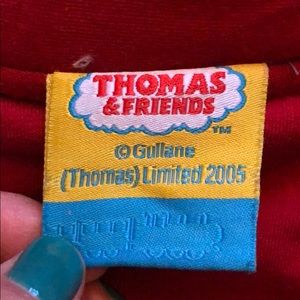 THOMAS
& FRIENDS
™
© Gullane
(Thomas) Limited 2005